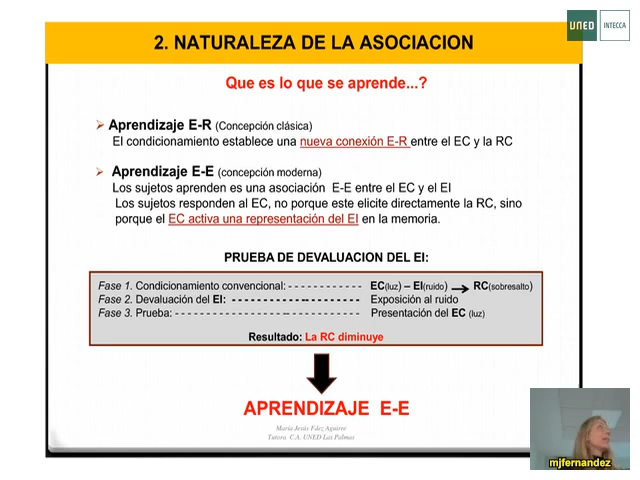 UNED
INTECCA
2. NATURALEZA DE LA ASOCIACION
Que es lo que se aprende...?
Aprendizaje E-R (Concepción clásica)
El condicionamiento establece una nueva conexión E-R entre el EC y la RC
Aprendizaje E-E (concepción moderna)
Los sujetos aprenden es una asociación E-E entre el EC y el EI
Los sujetos responden al EC, no porque este elicite directamente la RC, sino
porque el EC activa una representación del EI en la memoria.
PRUEBA DE DEVALUACION DEL EI:
Fase 1. Condicionamiento convencional: - - - - - - - - - - - - EC(luz) – EI(ruido) → RC(sobresalto)
Fase 2. Devaluación del EI: - - - - - - - - - - - - - - - - - - - - Exposición al ruido
Fase 3. Prueba: - - - - - - - - - - - - - - - - - - - - - - - - - - - - Presentación del EC (luz)
Resultado: La RC diminuye
APRENDIZAJE E-E
María Jesús Fdez Aguirre
Tutora C.A. UNED Las Palmas
mjfernandez